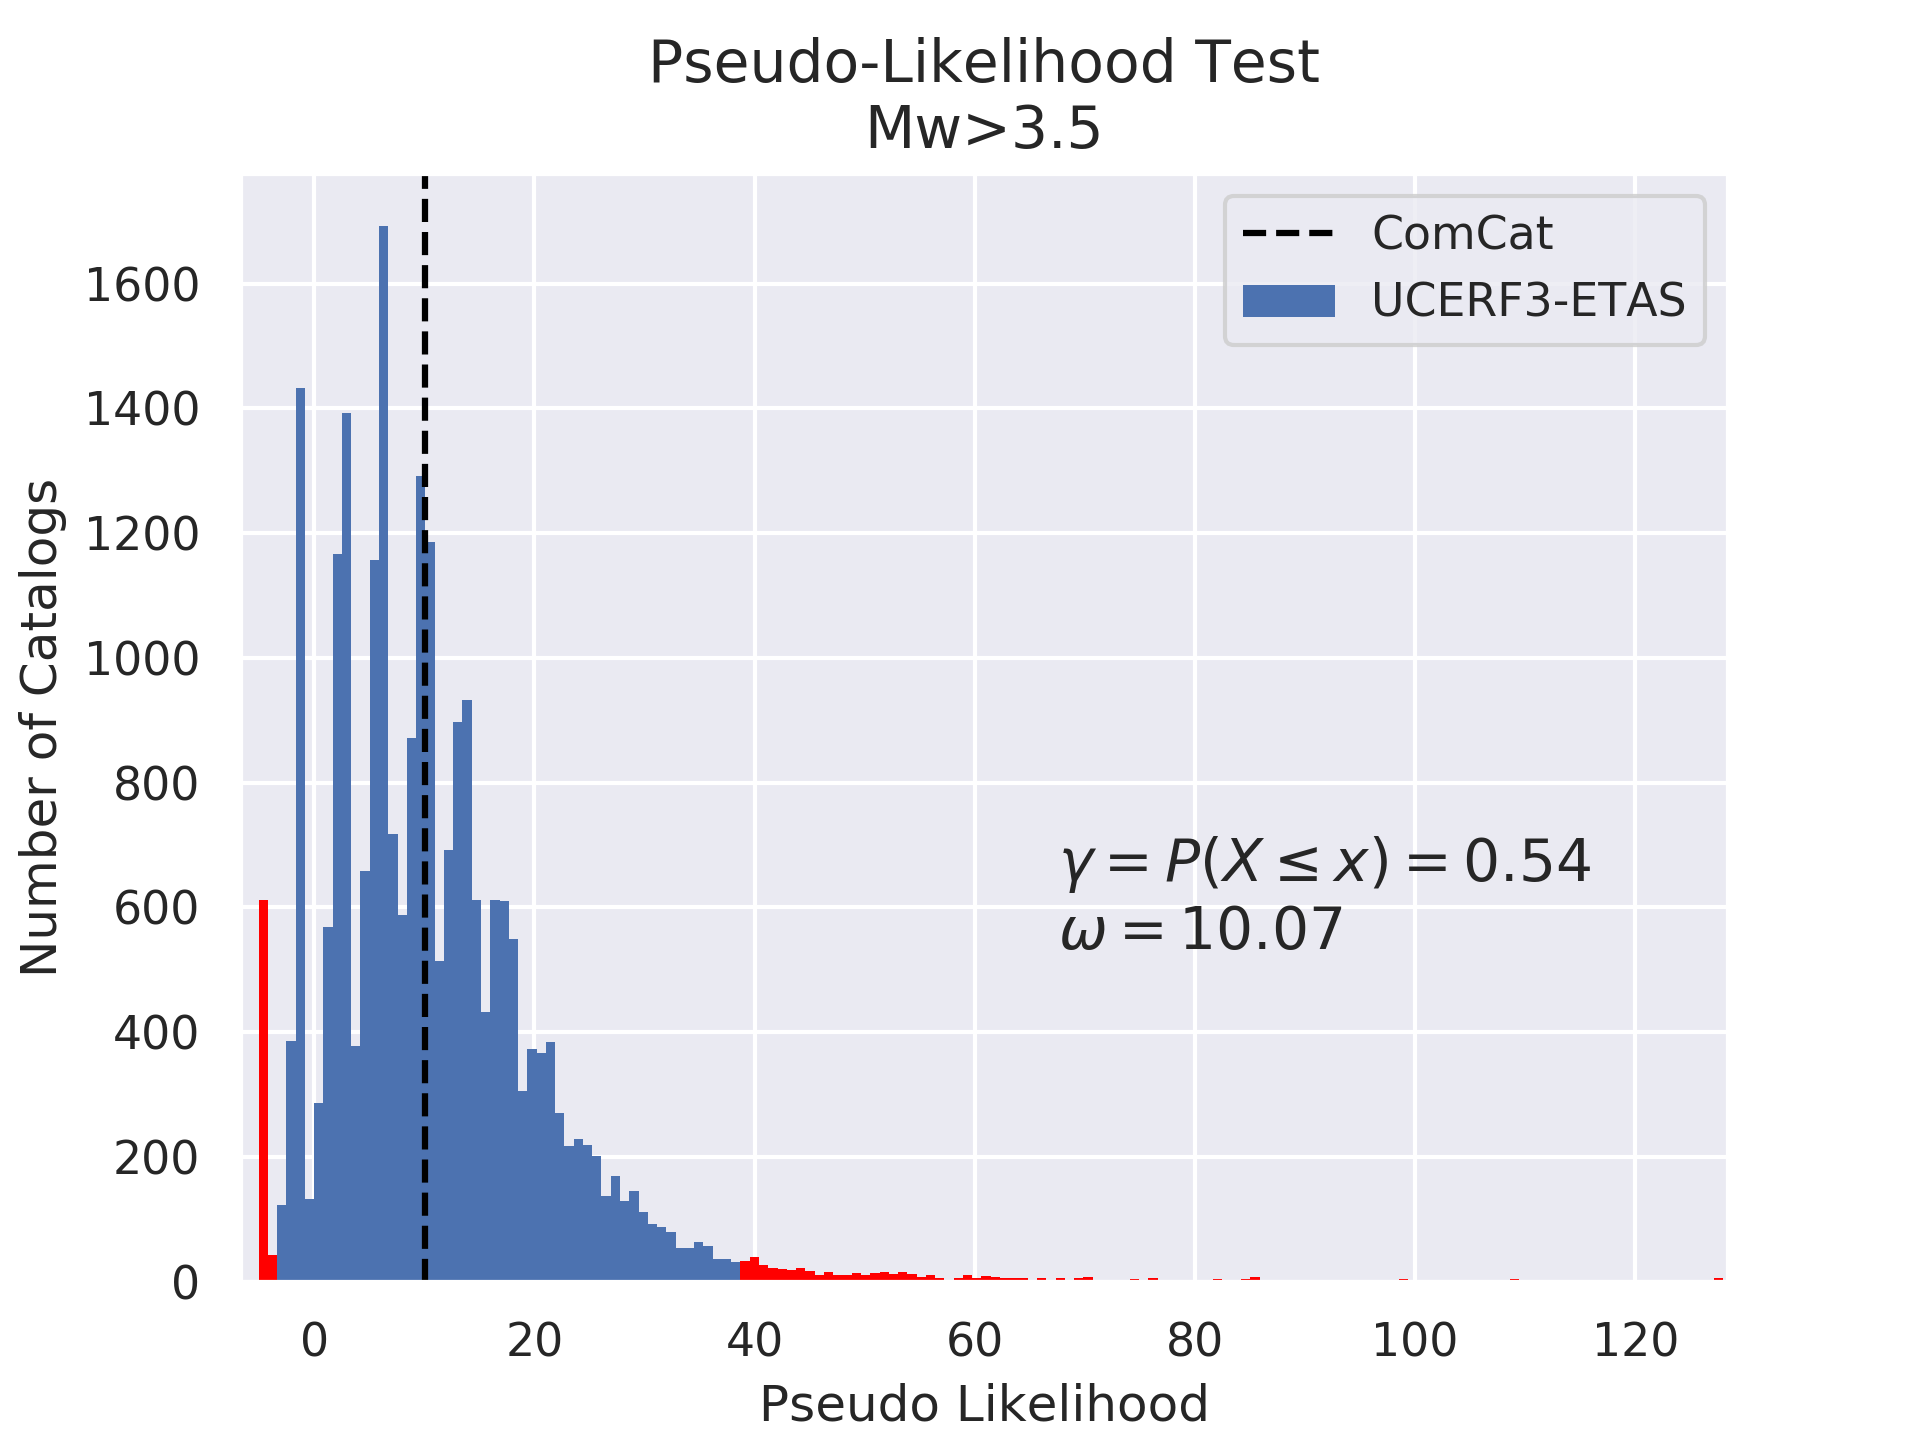 Pseudo-Likelihood Test
Mw>3.5
ComCat
UCERF3-ETAS
1600
1400
1200
1000
800
600
400
200
0
Number of Catalogs
γ = P(X ≤ x) = 0.54
ω = 10.07
0 20 40 60 80 100 120
Pseudo Likelihood